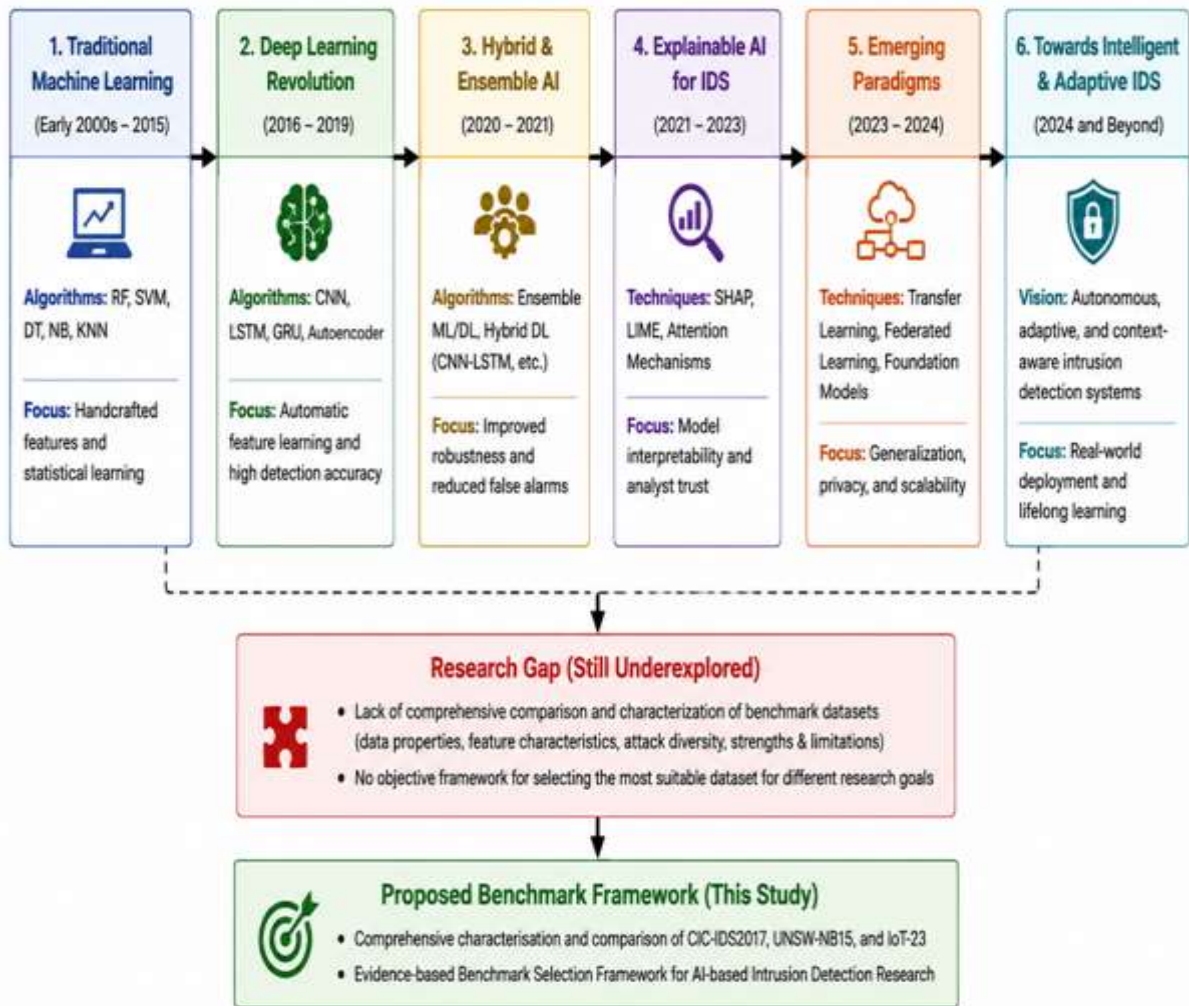 1. Traditional
Machine Learning
(Early 2000s – 2015)
Algorithms: RF, SVM,
DT, NB, KNN
Focus: Handcrafted
features and
statistical learning
2. Deep Learning
Revolution
(2016 – 2019)
Algorithms: CNN,
LSTM, GRU, Autoencoder
Focus: Automatic
feature learning and
high detection accuracy
3. Hybrid &
Ensemble AI
(2020 – 2021)
Algorithms: Ensemble
ML/DL, Hybrid DL
(CNN-LSTM, etc.)
Focus: Improved
robustness and
reduced false alarms
4. Explainable AI
for IDS
(2021 – 2023)
Techniques: SHAP,
LIME, Attention
Mechanisms
Focus: Model
interpretability and
analyst trust
5. Emerging
Paradigms
(2023 – 2024)
Techniques: Transfer
Learning, Federated
Learning, Foundation
Models
Focus: Generalization,
privacy, and scalability
6. Towards Intelligent
& Adaptive IDS
(2024 and Beyond)
Vision: Autonomous,
adaptive, and context-
aware intrusion
detection systems
Focus: Real-world
deployment and
lifelong learning
Research Gap (Still Underexplored)
• Lack of comprehensive comparison and characterization of benchmark datasets
(data properties, feature characteristics, attack diversity, strengths & limitations)
• No objective framework for selecting the most suitable dataset for different research goals
Proposed Benchmark Framework (This Study)
• Comprehensive characterisation and comparison of CIC-IDS2017, UNSW-NB15, and IoT-23
• Evidence-based Benchmark Selection Framework for AI-based Intrusion Detection Research